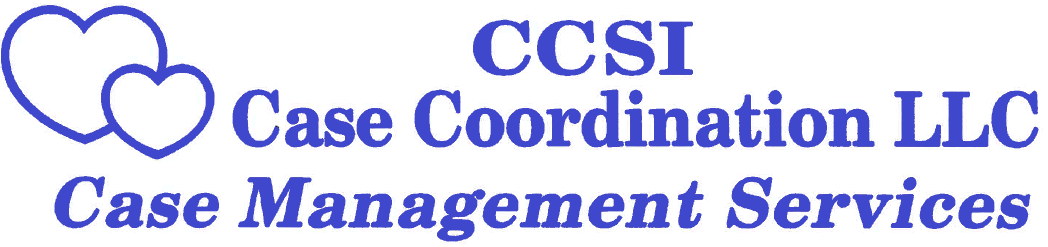 CCSI
Case Coordination LLC
Case Management Services